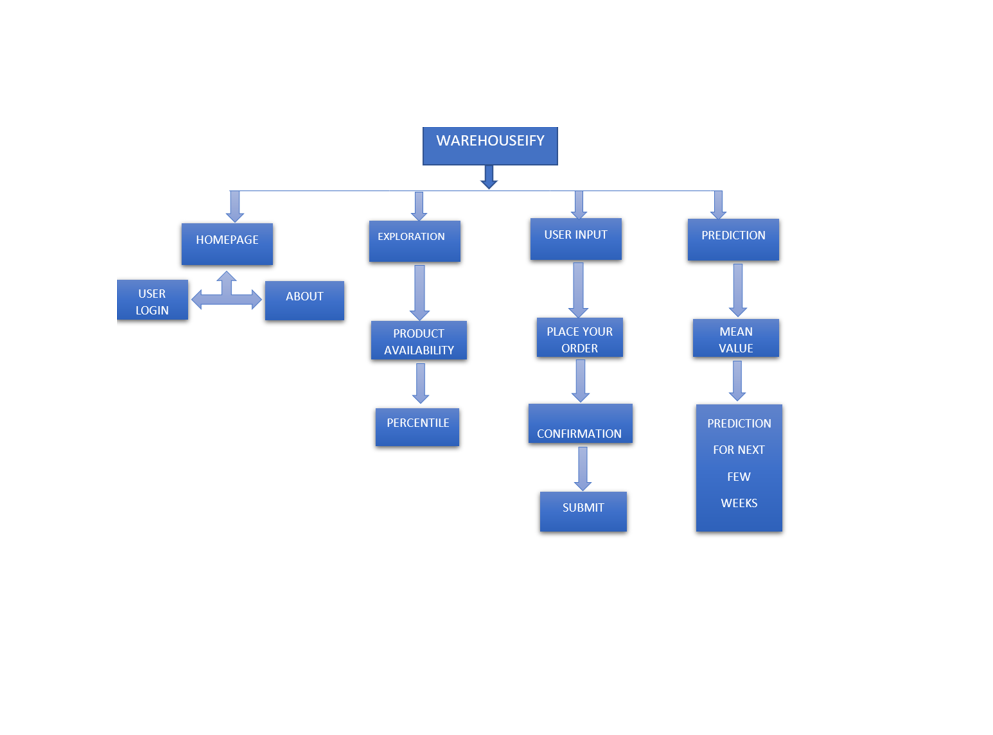 WAREHOUSEIFY
HOMEPAGE
EXPLORATION
USER INPUT
PREDICTION
USER
LOGIN
ABOUT
PRODUCT
AVAILABILITY
PLACE YOUR
ORDER
MEAN
VALUE
PERCENTILE
CONFIRMATION
PREDICTION
FOR NEXT
FEW
WEEKS
SUBMIT